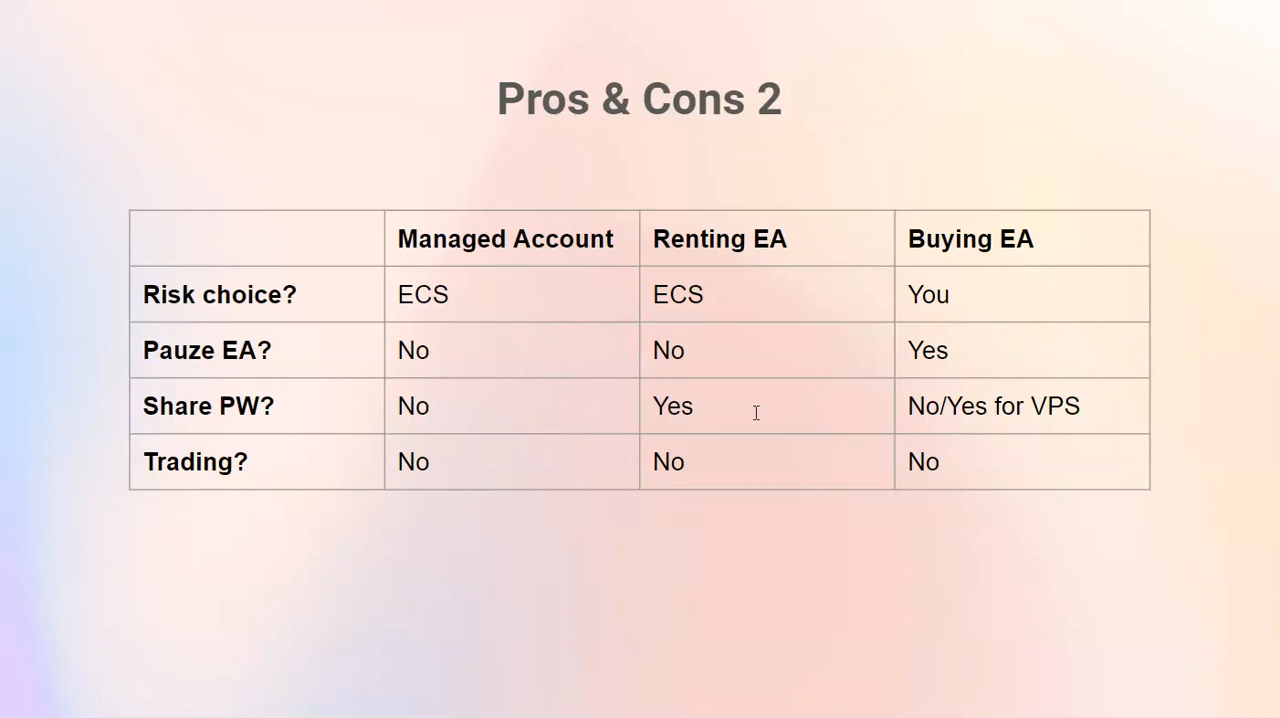 Pros & Cons 2
Managed Account Renting EA Buying EA
Risk choice? ECS ECS You
Pauze EA? No No Yes
Share PW? No Yes No/Yes for VPS
Trading? No No No